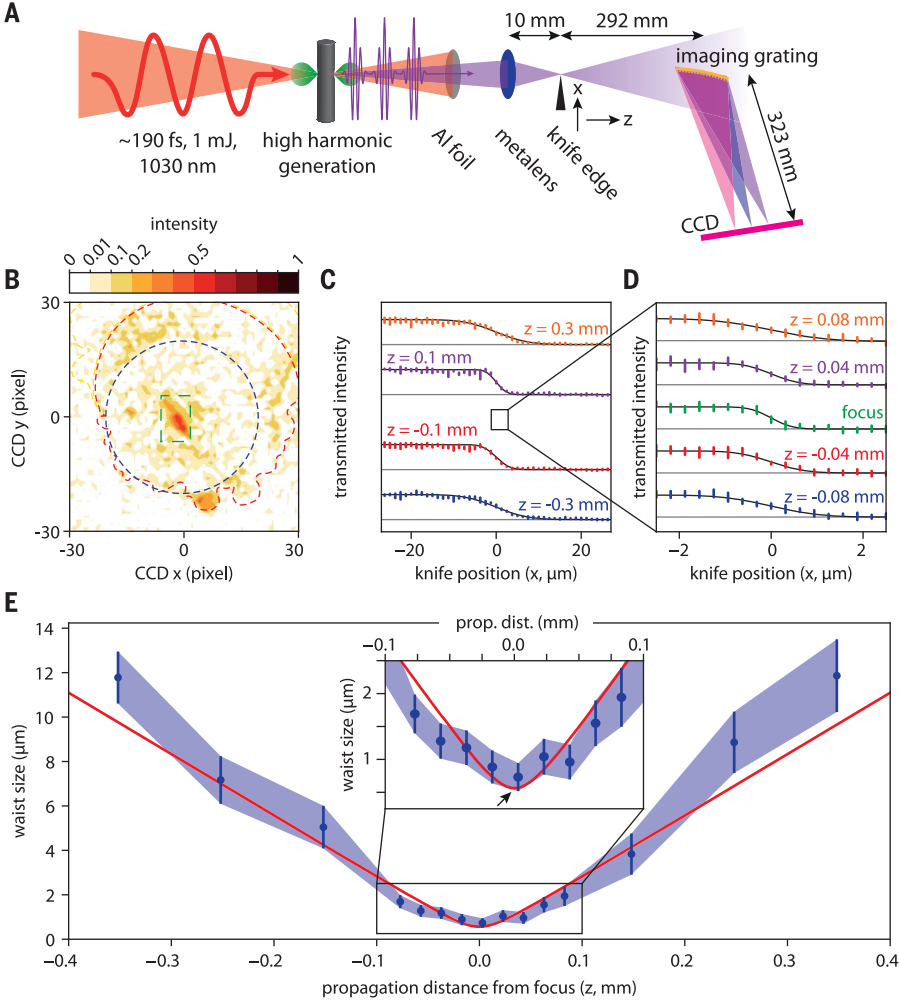 A
10 mm
292 mm
imaging grating
x
z
323 mm
~190 fs, 1 mJ,
1030 nm
high harmonic
generation
Al foil
metalens
knife edge
CCD
intensity
0 0.01 0.1 0.2 0.5 1
B
30
0
-30
CCD y (pixel)
-30 0 30
CCD x (pixel)
C
transmitted intensity
z = 0.3 mm
z = 0.1 mm
z = -0.1 mm
z = -0.3 mm
-20 0 20
knife position (x, μm)
D
transmitted intensity
z = 0.08 mm
z = 0.04 mm
focus
z = -0.04 mm
z = -0.08 mm
-2 0 2
knife position (x, μm)
E
14
12
10
8
6
4
2
0
waist size (μm)
prop. dist. (mm)
−0.1 0.0 0.1
2
1
waist size (μm)
−0.4 −0.3 −0.2 −0.1 0.0 0.1 0.2 0.3 0.4
propagation distance from focus (z, mm)